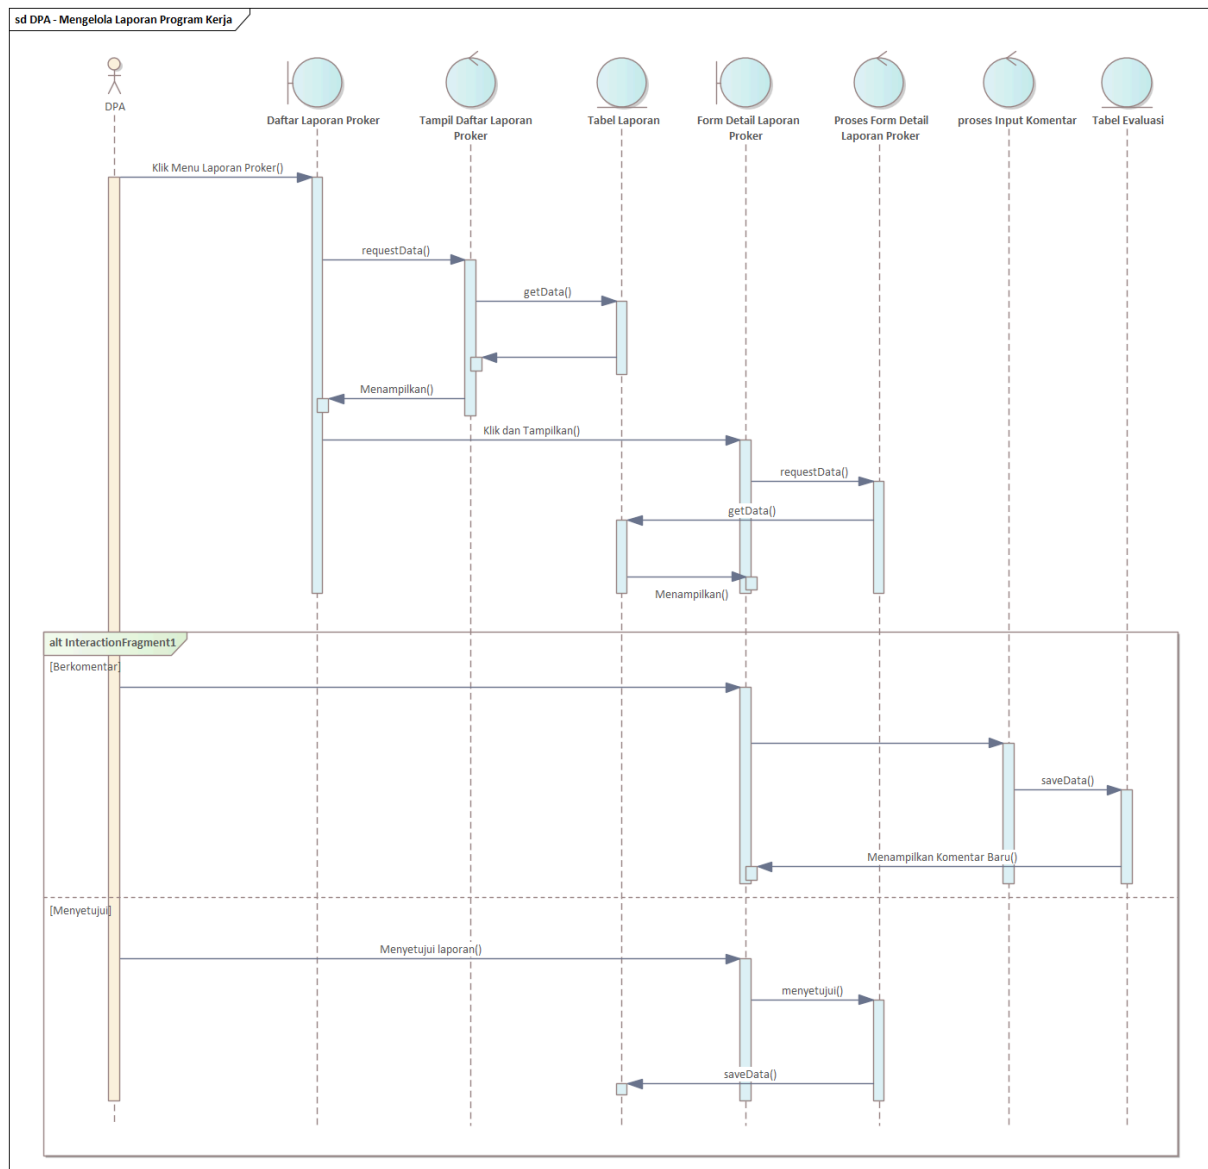 sd DPA - Mengelola Laporan Program Kerja
DPA
Daftar Laporan Proker
Tampil Daftar Laporan
Proker
Tabel Laporan
Form Detail Laporan
Proker
Proses Form Detail
Laporan Proker
proses Input Komentar
Tabel Evaluasi
Klik Menu Laporan Proker()
requestData()
getData()
Menampilkan()
Klik dan Tampilkan()
requestData()
getData()
Menampilkan()
alt InteractionFragment1
[Berkomentar]
saveData()
Menampilkan Komentar Baru()
[Menyetujui]
Menyetujui laporan()
menyetujui()
saveData()